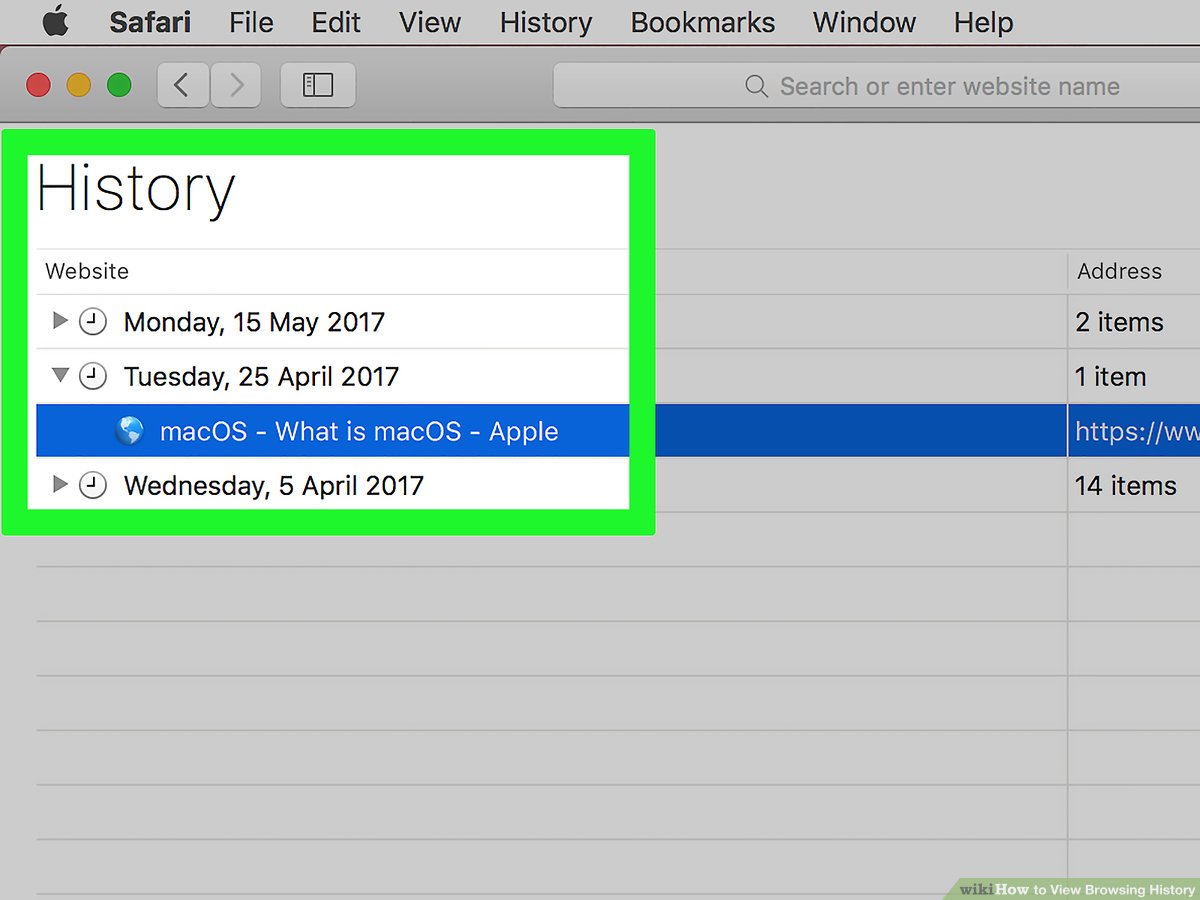 Safari File Edit View History Bookmarks Window Help
Search or enter website name
History
Website Address
Monday, 15 May 2017 2 items
Tuesday, 25 April 2017 1 item
macOS - What is macOS - Apple https://ww
Wednesday, 5 April 2017 14 items
wikiHow to View Browsing History